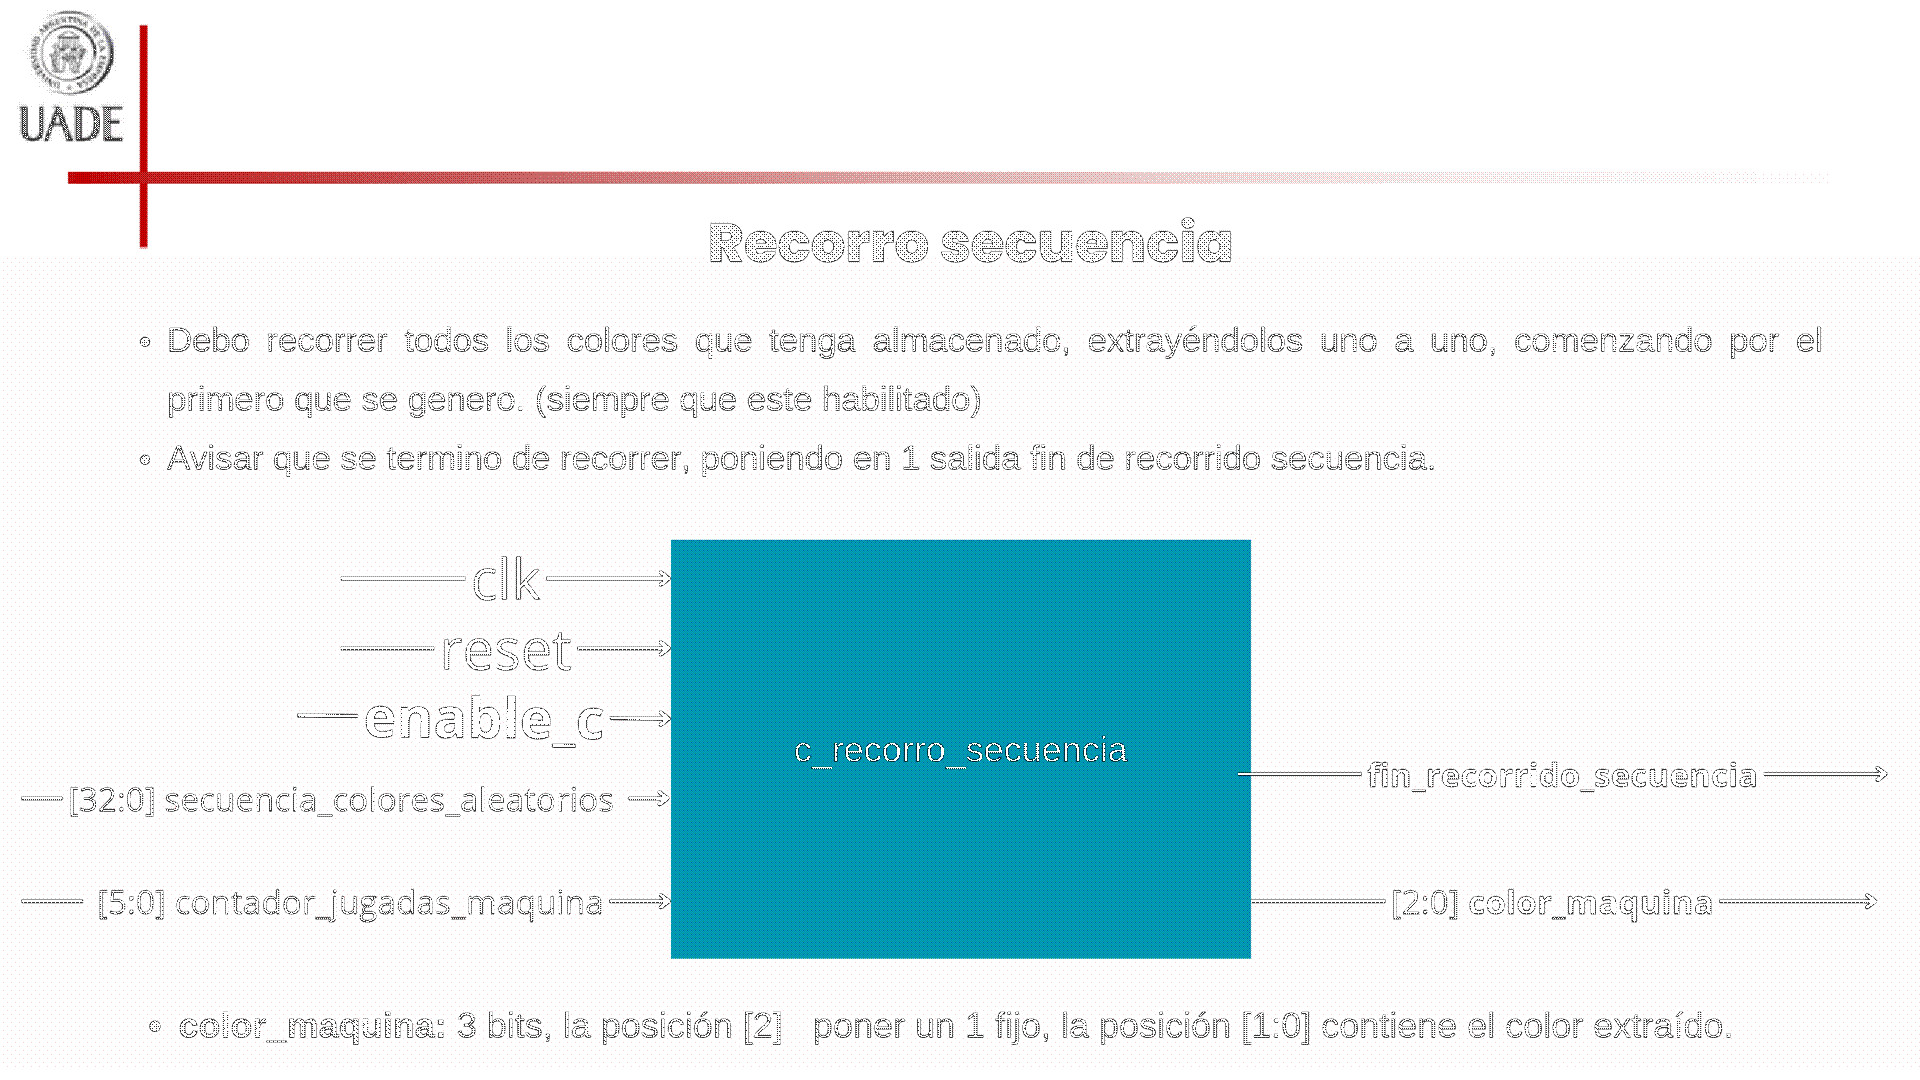 UADE
Recorro secuencia
• Debo recorrer todos los colores que tenga almacenado, extrayéndolos uno a uno, comenzando por el
primero que se genero. (siempre que este habilitado)
• Avisar que se termino de recorrer, poniendo en 1 salida fin de recorrido secuencia.
clk
reset
enable_c
c_recorro_secuencia
fin_recorrido_secuencia
[32:0] secuencia_colores_aleatorios
[5:0] contador_jugadas_maquina
[2:0] color_maquina
• color_maquina: 3 bits, la posición [2] poner un 1 fijo, la posición [1:0] contiene el color extraído.